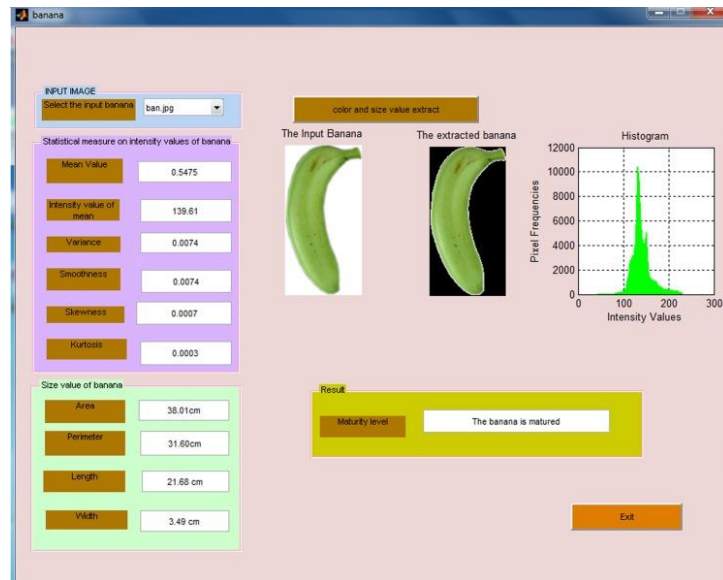 banana
INPUT IMAGE
Select the input banana
ban.jpg
color and size value extract
Statistical measure on intensity values of banana
Mean Value
0.5475
Intensity value of
mean
139.61
Variance
0.0074
Smoothness
0.0074
Skewness
0.0007
Kurtosis
0.0003
The Input Banana
The extracted banana
Histogram
12000
10000
8000
6000
4000
2000
0
Pixel Frequencies
0 100 200 300
Intensity Values
Size value of banana
Area
38.01cm
Perimeter
31.60cm
Length
21.68 cm
Width
3.49 cm
Result
Maturity level
The banana is matured
Exit